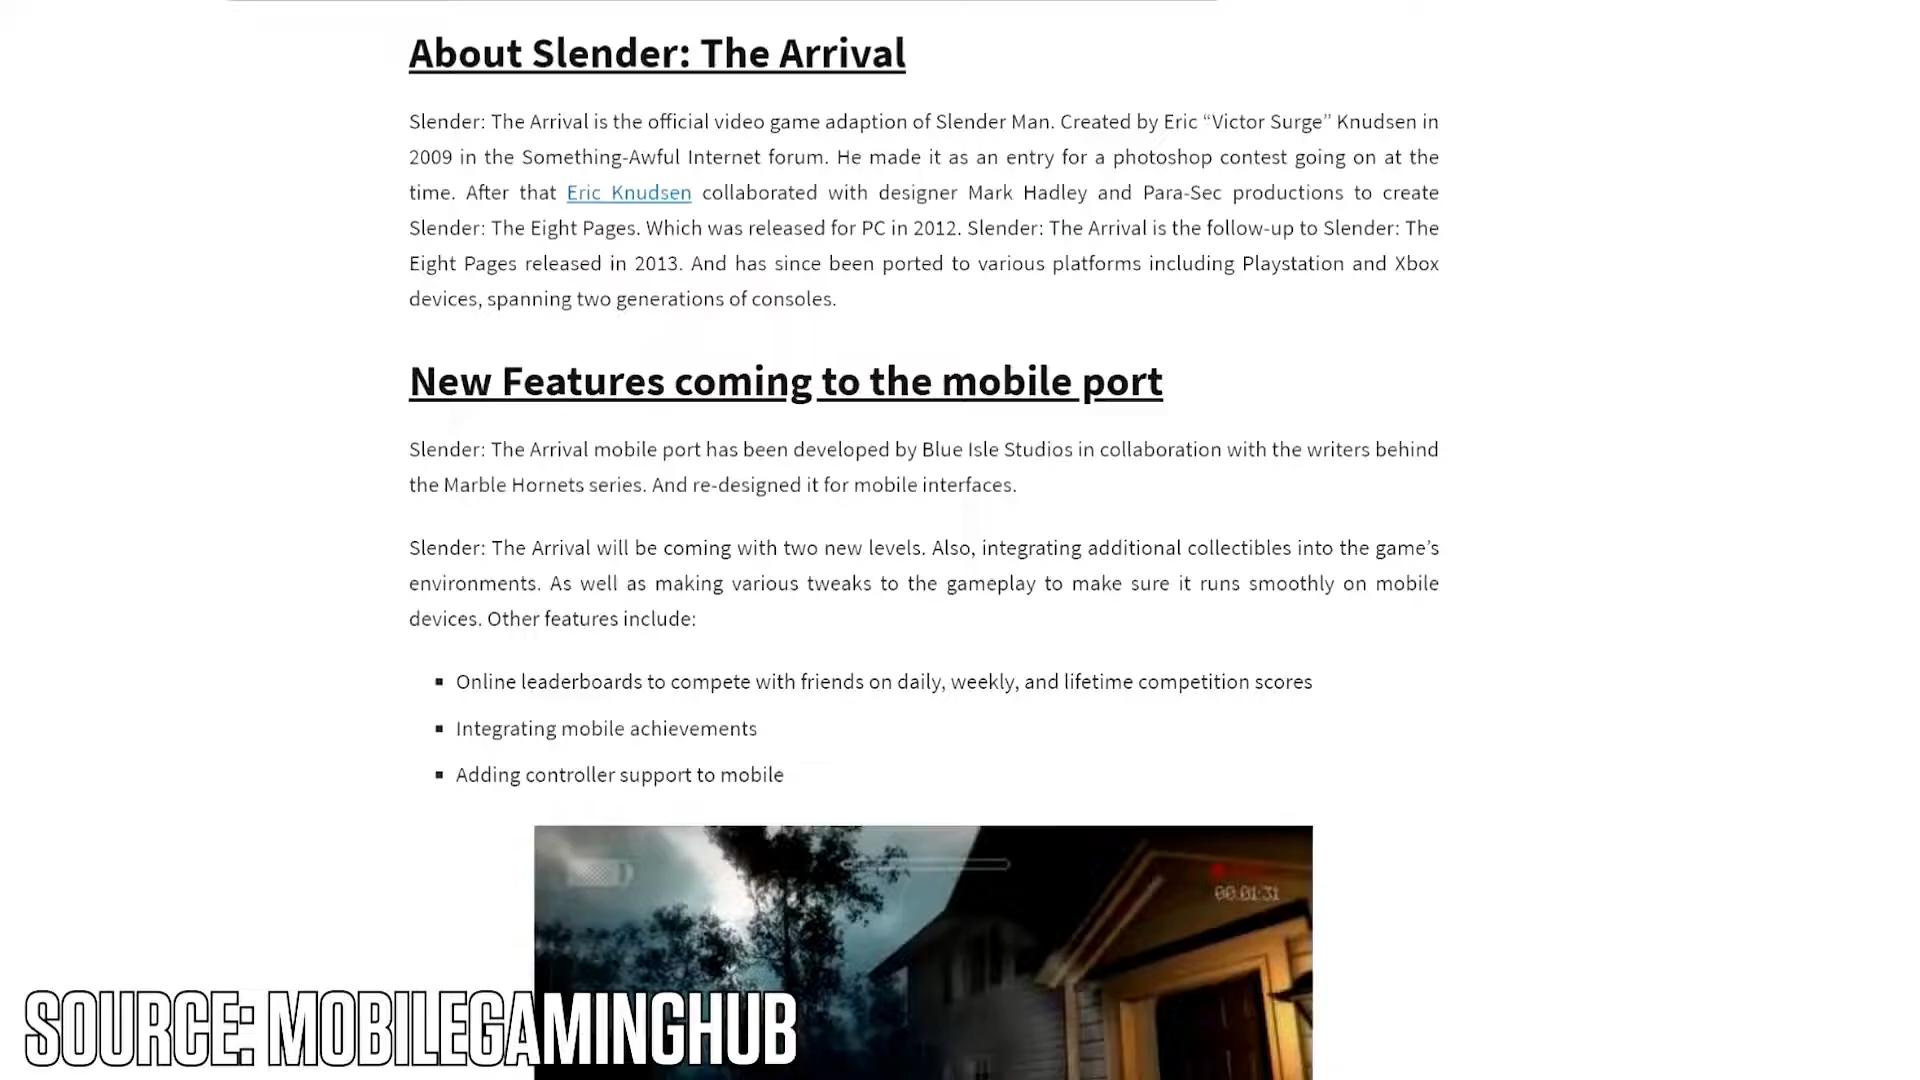 About Slender: The Arrival
Slender: The Arrival is the official video game adaption of Slender Man. Created by Eric “Victor Surge” Knudsen in
2009 in the Something-Awful Internet forum. He made it as an entry for a photoshop contest going on at the
time. After that Eric Knudsen collaborated with designer Mark Hadley and Para-Sec productions to create
Slender: The Eight Pages. Which was released for PC in 2012. Slender: The Arrival is the follow-up to Slender: The
Eight Pages released in 2013. And has since been ported to various platforms including Playstation and Xbox
devices, spanning two generations of consoles.
New Features coming to the mobile port
Slender: The Arrival mobile port has been developed by Blue Isle Studios in collaboration with the writers behind
the Marble Hornets series. And re-designed it for mobile interfaces.
Slender: The Arrival will be coming with two new levels. Also, integrating additional collectibles into the game’s
environments. As well as making various tweaks to the gameplay to make sure it runs smoothly on mobile
devices. Other features include:
Online leaderboards to compete with friends on daily, weekly, and lifetime competition scores
Integrating mobile achievements
Adding controller support to mobile
00:01:31
SOURCE: MOBILEGAMINGHUB